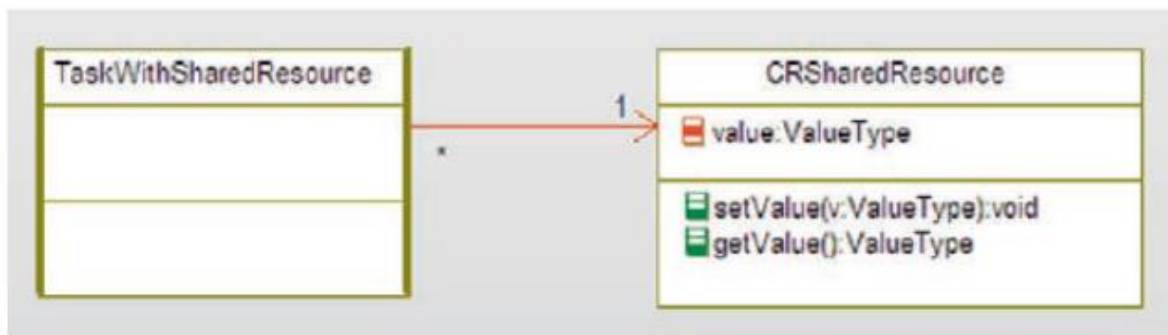 TaskWithSharedResource
*
1
CRSharedResource
value:ValueType
setValue(v:ValueType):void
getValue():ValueType